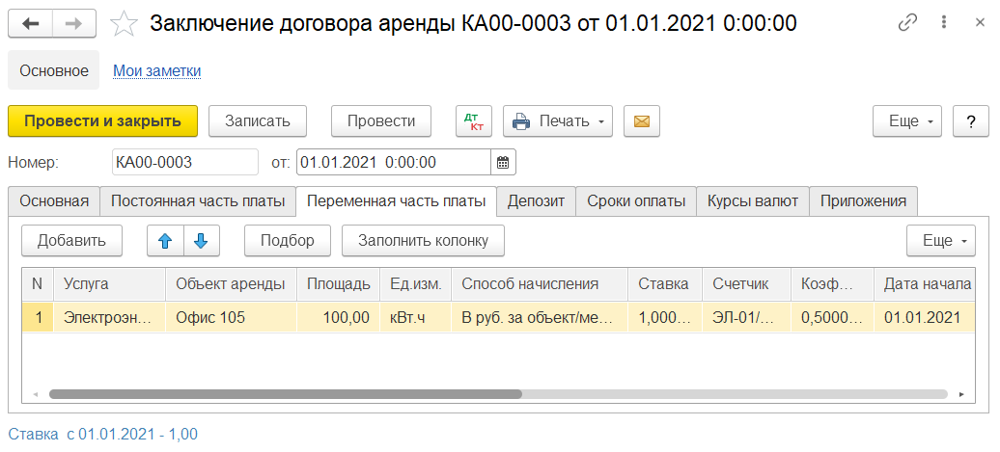 Заключение договора аренды КА00-0003 от 01.01.2021 0:00:00
Основное Мои заметки
Провести и закрыть Записать Провести Дт Кт Печать Еще ?
Номер: КА00-0003 от: 01.01.2021 0:00:00
Основная Постоянная часть платы Переменная часть платы Депозит Сроки оплаты Курсы валют Приложения
Добавить Подбор Заполнить колонку Еще
N Услуга Объект аренды Площадь Ед.изм. Способ начисления Ставка Счетчик Коэф... Дата начала
1 Электроэн... Офис 105 100,00 кВт.ч В руб. за объект/ме... 1,000... ЭЛ-01/... 0,5000... 01.01.2021
Ставка с 01.01.2021 - 1,00